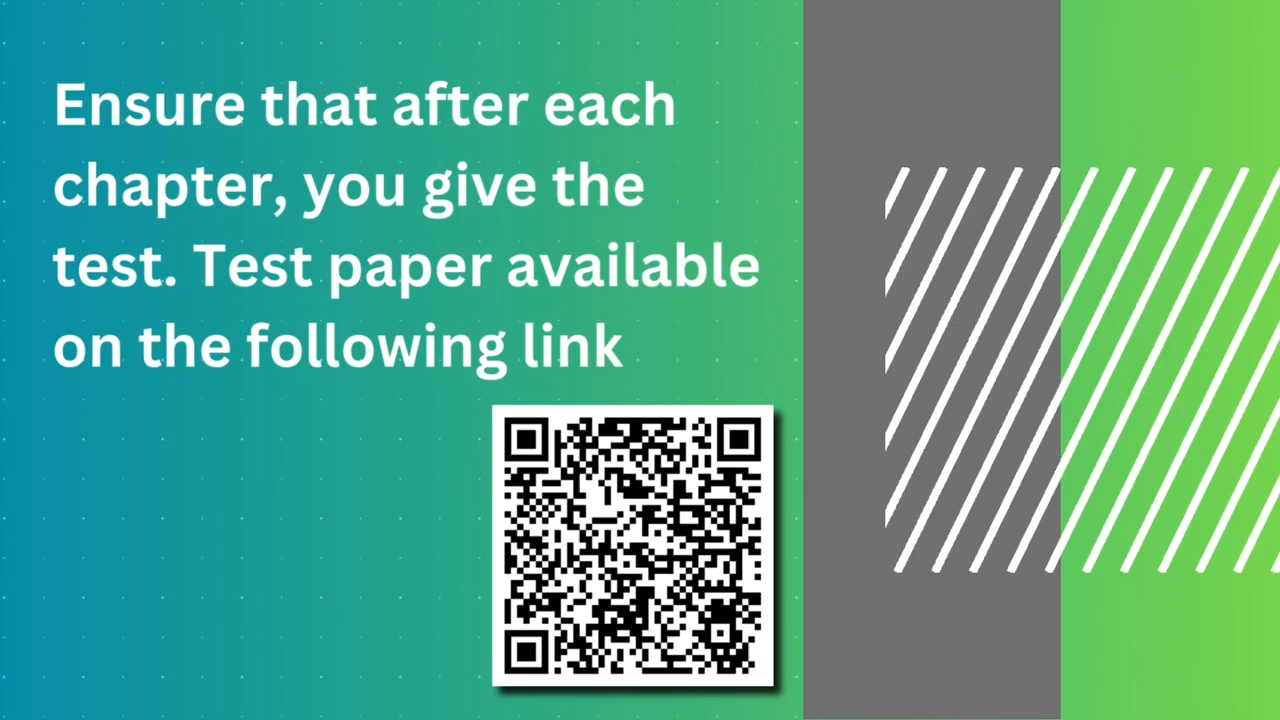 Ensure that after each
chapter, you give the
test. Test paper available
on the following link